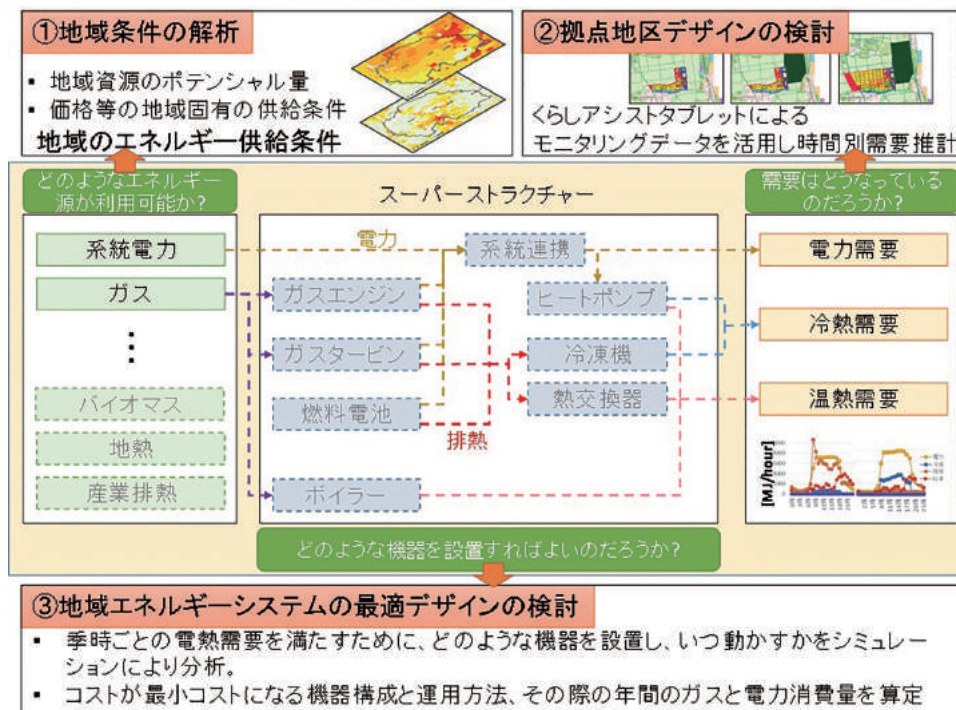 ①地域条件の解析
▪ 地域資源のポテンシャル量
▪ 価格等の地域固有の供給条件
地域のエネルギー供給条件
②拠点地区デザインの検討
くらしアシストタブレットによる
モニタリングデータを活用し時間別需要推計
どのようなエネルギー
源が利用可能か?
スーパーストラクチャー
需要はどうなっている
のだろうか?
系統電力
ガス
⋮
バイオマス
地熱
産業排熱
電力
系統連携
ガスエンジン
ヒートポンプ
ガスタービン
冷凍機
燃料電池
熱交換器
排熱
ボイラー
電力需要
冷熱需要
温熱需要
[MJ/hour]
どのような機器を設置すればよいのだろうか?
③地域エネルギーシステムの最適デザインの検討
▪ 季時ごとの電熱需要を満たすために、どのような機器を設置し、いつ動かすかをシミュレー
ションにより分析。
▪ コストが最小コストになる機器構成と運用方法、その際の年間のガスと電力消費量を算定